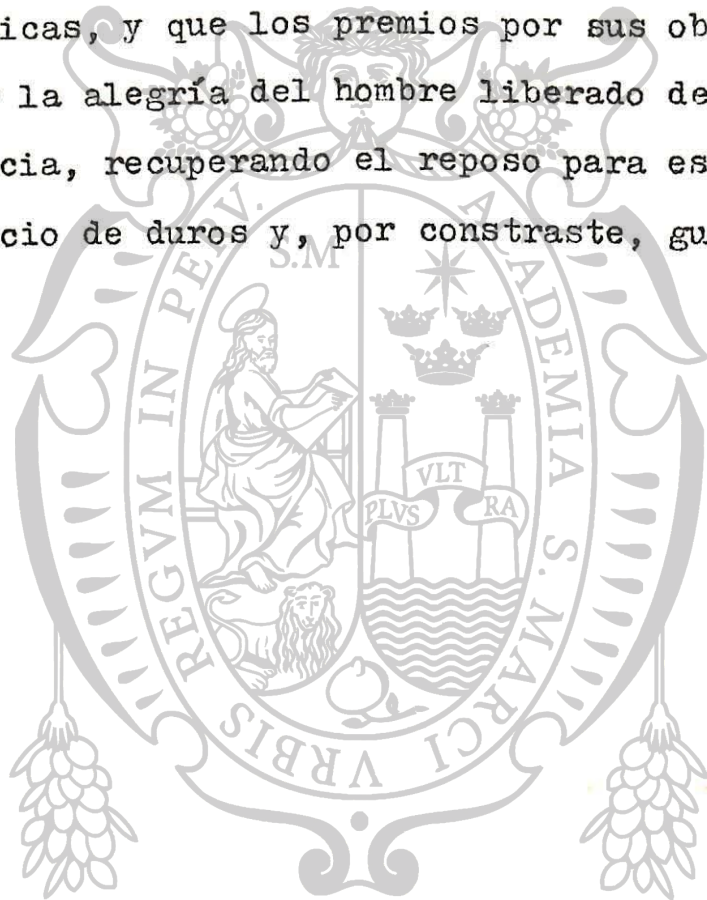 icas, y que los premios por sus ob
la alegría del hombre liberado de
cia, recuperando el reposo para es
cio de duros y, por constraste, gu
S.M
ACADEMIA S. MARCI VRBIS REGVM IN PERV.
PLVS VLT RA